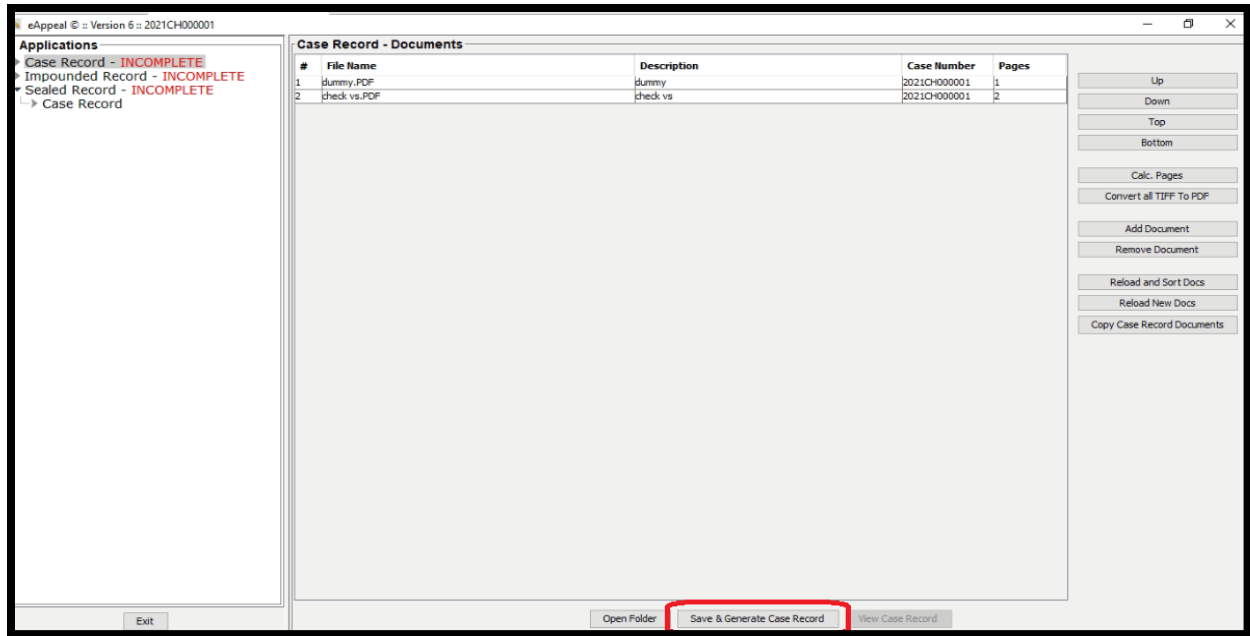 eAppeal © :: Version 6 :: 2021CH000001
Applications
Case Record - INCOMPLETE
Impounded Record - INCOMPLETE
Sealed Record - INCOMPLETE
Case Record
Exit
Case Record - Documents
# File Name Description Case Number Pages
1 dummy.PDF dummy 2021CH000001 1
2 check vs.PDF check vs 2021CH000001 2
Up
Down
Top
Bottom
Calc. Pages
Convert all TIFF To PDF
Add Document
Remove Document
Reload and Sort Docs
Reload New Docs
Copy Case Record Documents
Open Folder Save & Generate Case Record View Case Record